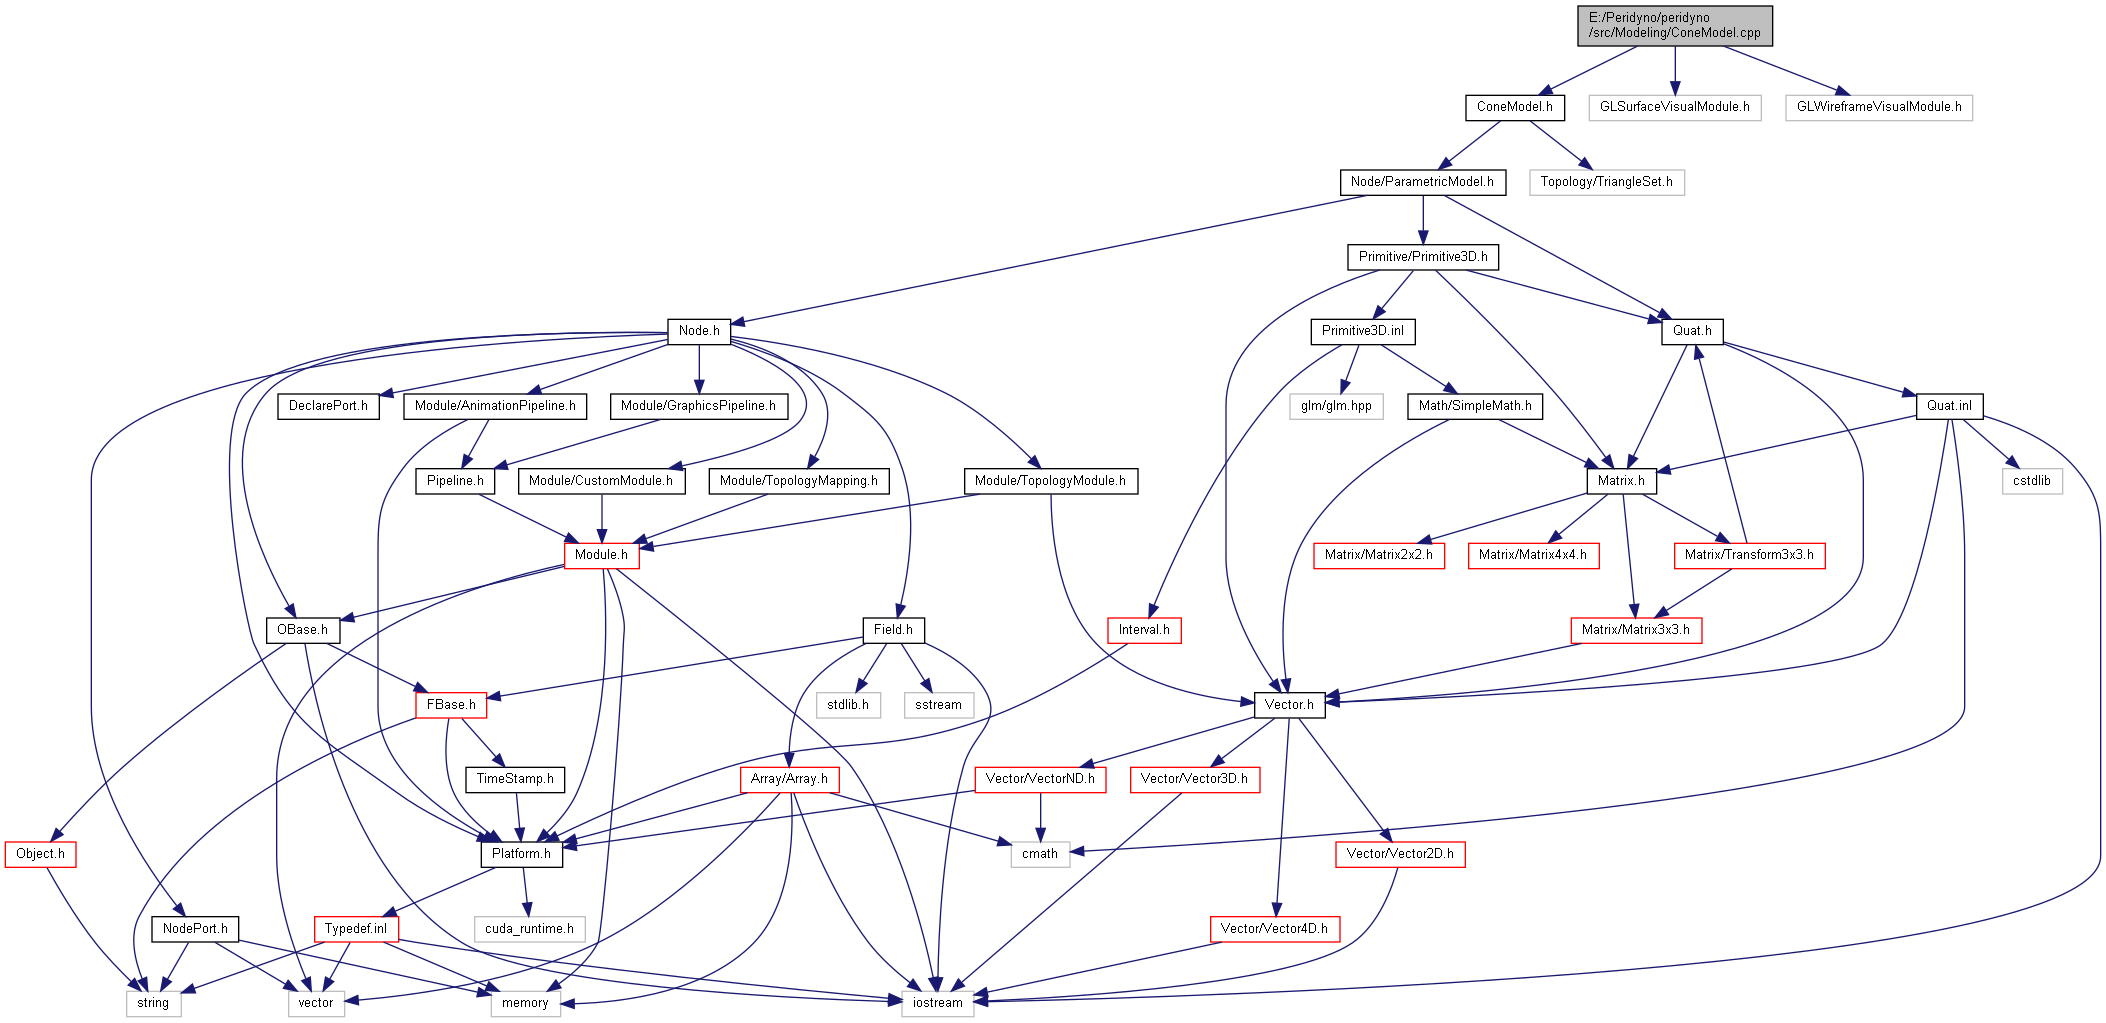 E:/Peridyno/peridyno
/src/Modeling/ConeModel.cpp
ConeModel.h
GLSurfaceVisualModule.h
GLWireframeVisualModule.h
Node/ParametricModel.h
Topology/TriangleSet.h
Primitive/Primitive3D.h
Node.h
Primitive3D.inl
Quat.h
DeclarePort.h
Module/AnimationPipeline.h
Module/GraphicsPipeline.h
glm/glm.hpp
Math/SimpleMath.h
Quat.inl
Pipeline.h
Module/CustomModule.h
Module/TopologyMapping.h
Module/TopologyModule.h
Matrix.h
cstdlib
Module.h
Matrix/Matrix2x2.h
Matrix/Matrix4x4.h
Matrix/Transform3x3.h
OBase.h
Field.h
Interval.h
Matrix/Matrix3x3.h
FBase.h
stdlib.h
sstream
Vector.h
TimeStamp.h
Array/Array.h
Vector/VectorND.h
Vector/Vector3D.h
Object.h
Platform.h
cmath
Vector/Vector2D.h
NodePort.h
Typedef.inl
cuda_runtime.h
Vector/Vector4D.h
string
vector
memory
iostream